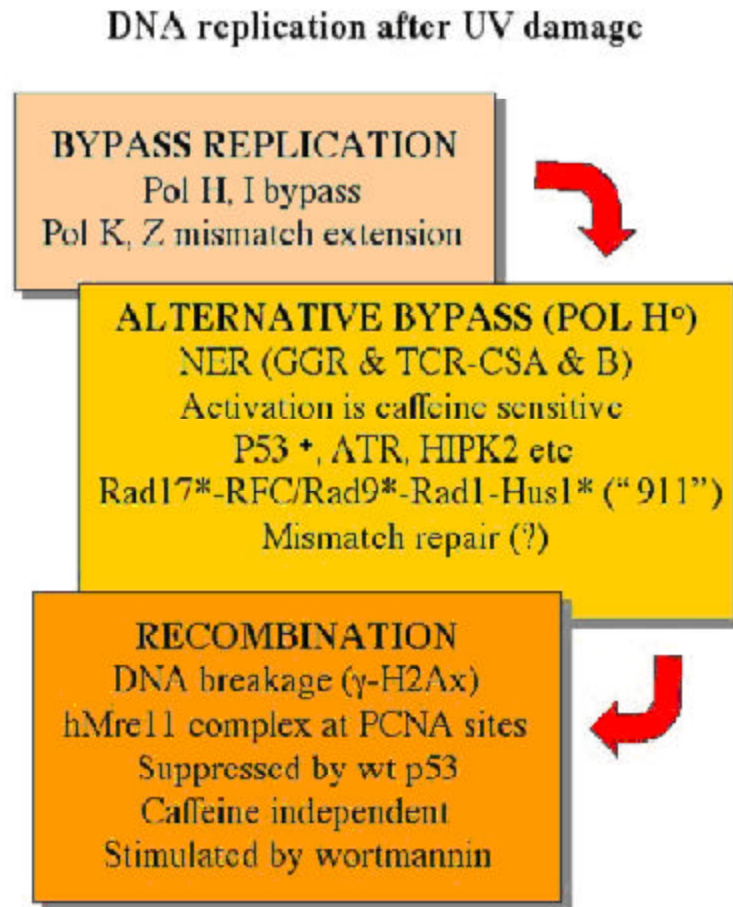 DNA replication after UV damage
BYPASS REPLICATION
Pol H, I bypass
Pol K, Z mismatch extension
ALTERNATIVE BYPASS (POL Hº)
NER (GGR & TCR-CSA & B)
Activation is caffeine sensitive
P53 +, ATR, HIPK2 etc
Rad17*-RFC/Rad9*-Rad1-Hus1* ("911")
Mismatch repair (?)
RECOMBINATION
DNA breakage (γ-H2Ax)
hMre11 complex at PCNA sites
Suppressed by wt p53
Caffeine independent
Stimulated by wortmannin